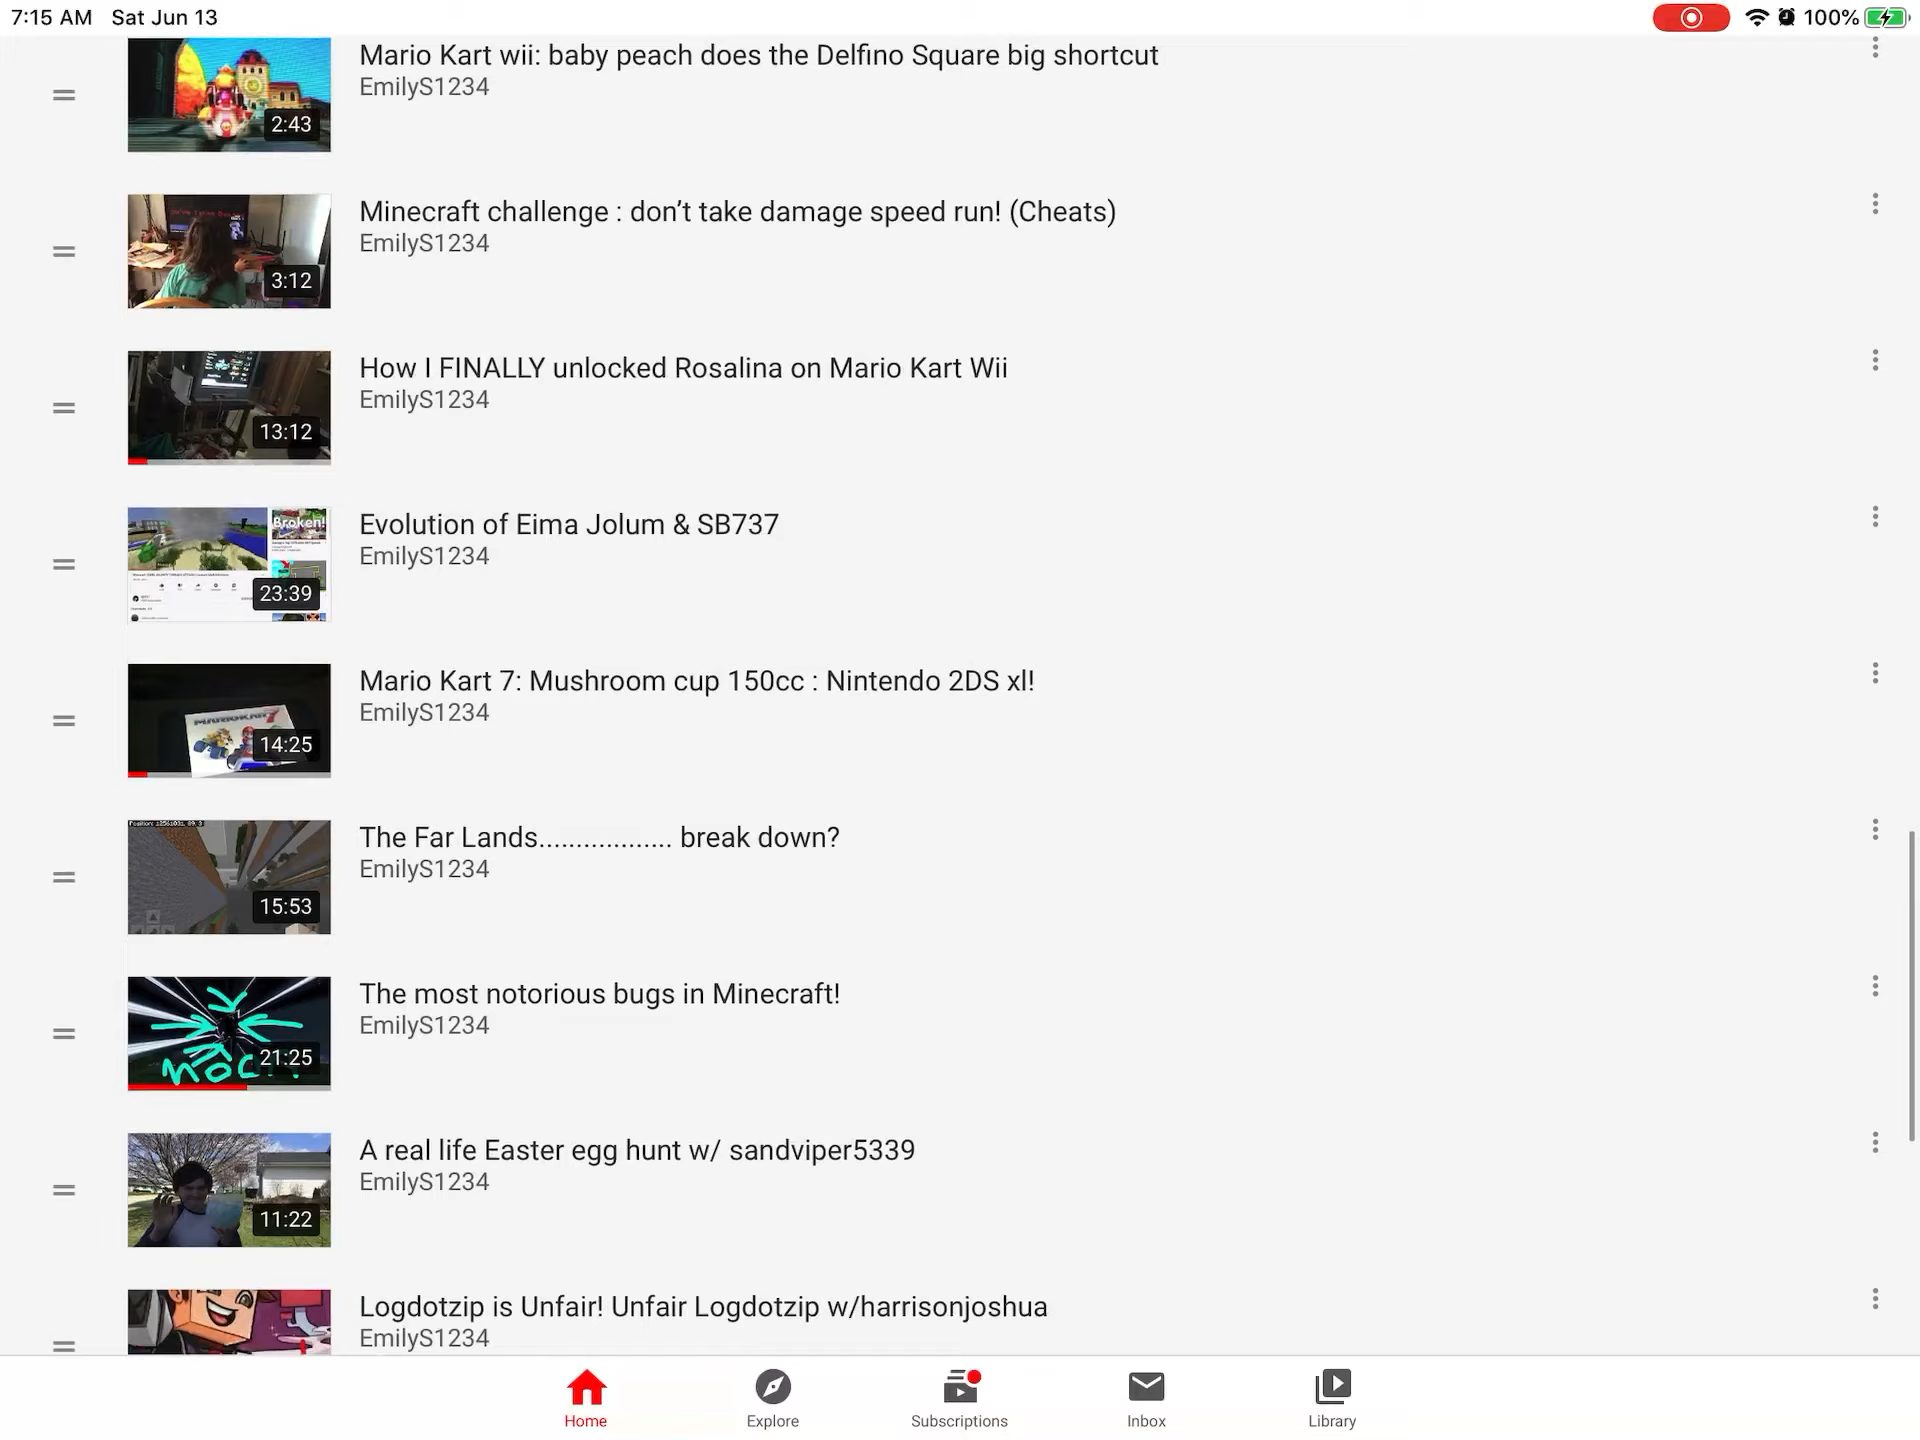 7:15 AM Sat Jun 13
100%
Mario Kart wii: baby peach does the Delfino Square big shortcut
EmilyS1234
2:43
Minecraft challenge : don’t take damage speed run! (Cheats)
EmilyS1234
3:12
How I FINALLY unlocked Rosalina on Mario Kart Wii
EmilyS1234
13:12
Evolution of Eima Jolum & SB737
EmilyS1234
Broken!
23:39
Mario Kart 7: Mushroom cup 150cc : Nintendo 2DS xl!
EmilyS1234
MARIOKART 7
14:25
The Far Lands.................. break down?
EmilyS1234
15:53
The most notorious bugs in Minecraft!
EmilyS1234
21:25
A real life Easter egg hunt w/ sandviper5339
EmilyS1234
11:22
Logdotzip is Unfair! Unfair Logdotzip w/harrisonjoshua
EmilyS1234
Home
Explore
Subscriptions
Inbox
Library